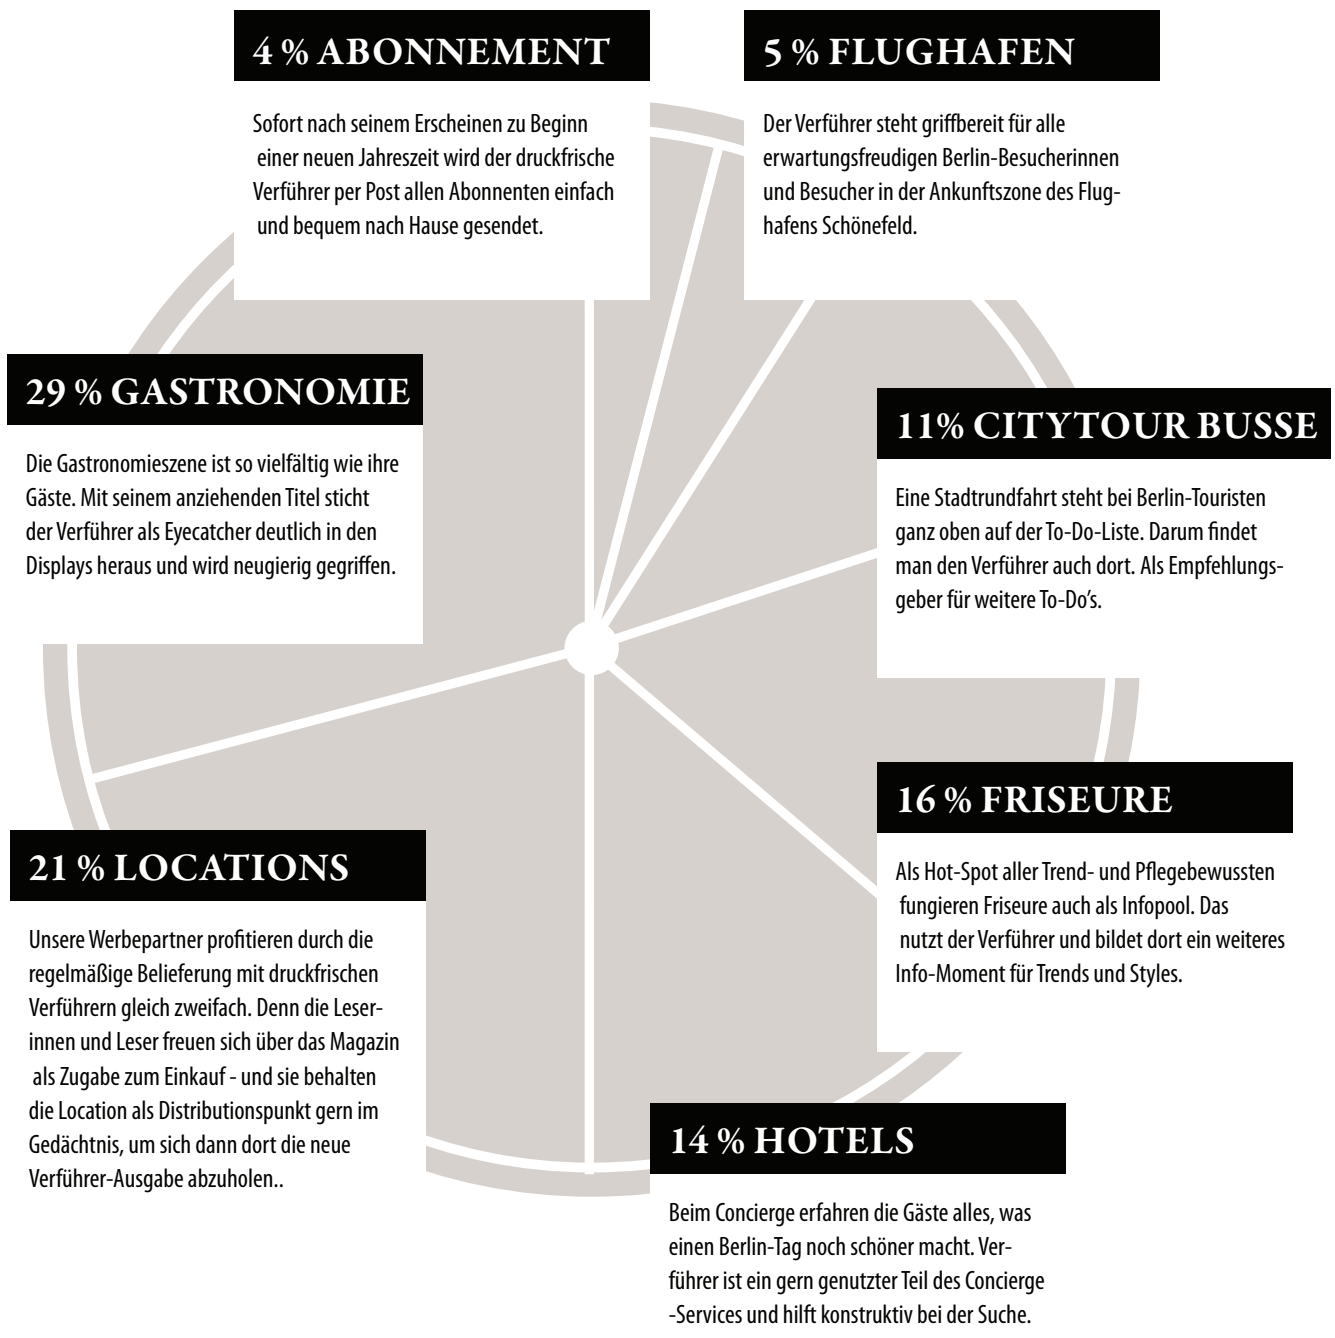 4 % ABONNEMENT
Sofort nach seinem Erscheinen zu Beginn
einer neuen Jahreszeit wird der druckfrische
Verführer per Post allen Abonnenten einfach
und bequem nach Hause gesendet.
5 % FLUGHAFEN
Der Verführer steht griffbereit für alle
erwartungsfreudigen Berlin-Besucherinnen
und Besucher in der Ankunftszone des Flug-
hafens Schönefeld.
29 % GASTRONOMIE
Die Gastronomieszene ist so vielfältig wie ihre
Gäste. Mit seinem anziehenden Titel sticht
der Verführer als Eyecatcher deutlich in den
Displays heraus und wird neugierig gegriffen.
11% CITYTOUR BUSSE
Eine Stadtrundfahrt steht bei Berlin-Touristen
ganz oben auf der To-Do-Liste. Darum findet
man den Verführer auch dort. Als Empfehlungs-
geber für weitere To-Do’s.
16 % FRISEURE
Als Hot-Spot aller Trend- und Pflegebewussten
fungieren Friseure auch als Infopool. Das
nutzt der Verführer und bildet dort ein weiteres
Info-Moment für Trends und Styles.
21 % LOCATIONS
Unsere Werbepartner profitieren durch die
regelmäßige Belieferung mit druckfrischen
Verführern gleich zweifach. Denn die Leser-
innen und Leser freuen sich über das Magazin
als Zugabe zum Einkauf - und sie behalten
die Location als Distributionspunkt gern im
Gedächtnis, um sich dann dort die neue
Verführer-Ausgabe abzuholen..
14 % HOTELS
Beim Concierge erfahren die Gäste alles, was
einen Berlin-Tag noch schöner macht. Ver-
führer ist ein gern genutzter Teil des Concierge
-Services und hilft konstruktiv bei der Suche.